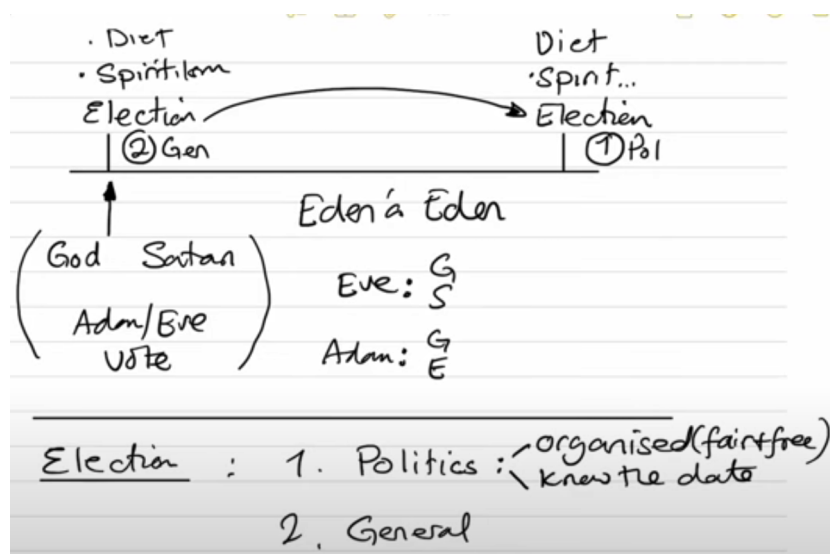 · Diet
· Spiritilism
Election
② Gen
Diet
· Spirit...
Election
① Pol
Eden à Eden
God Satan
Adam/Eve
vote
Eve: G
S
Adam: G
E
Election : 1. Politics : organised (fair+free)
know the date
2. General